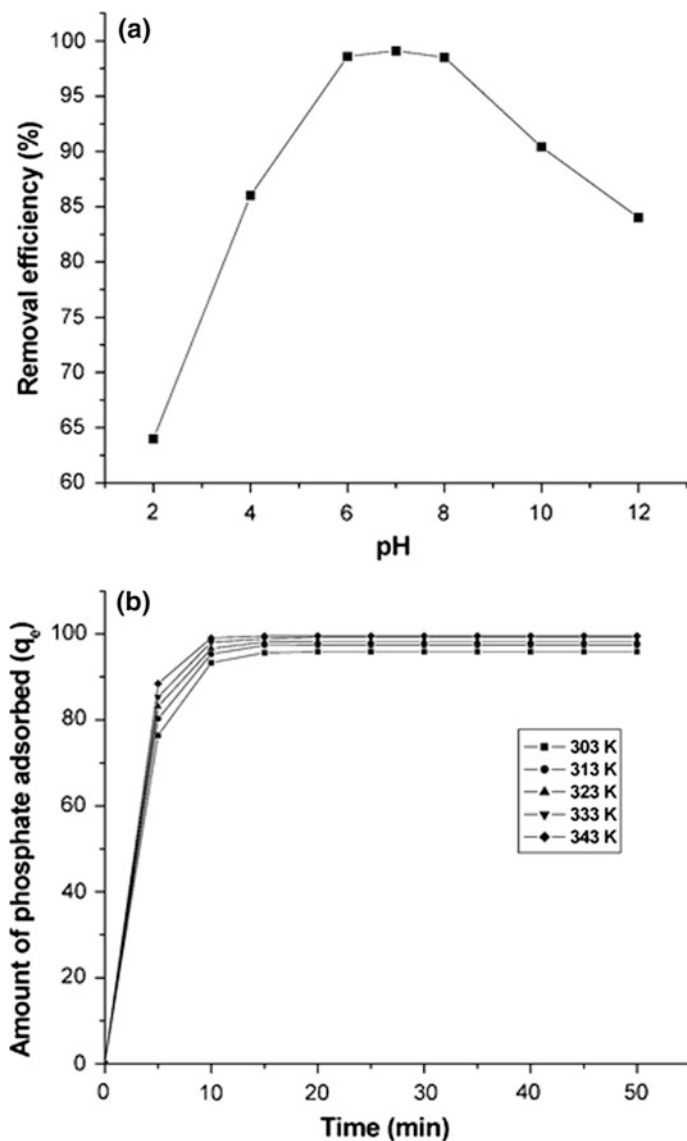 (a)
Removal efficiency (%)
100
95
90
85
80
75
70
65
60
2 4 6 8 10 12
pH
(b)
Amount of phosphate adsorbed (qe)
100
80
60
40
20
0
303 K
313 K
323 K
333 K
343 K
0 10 20 30 40 50
Time (min)